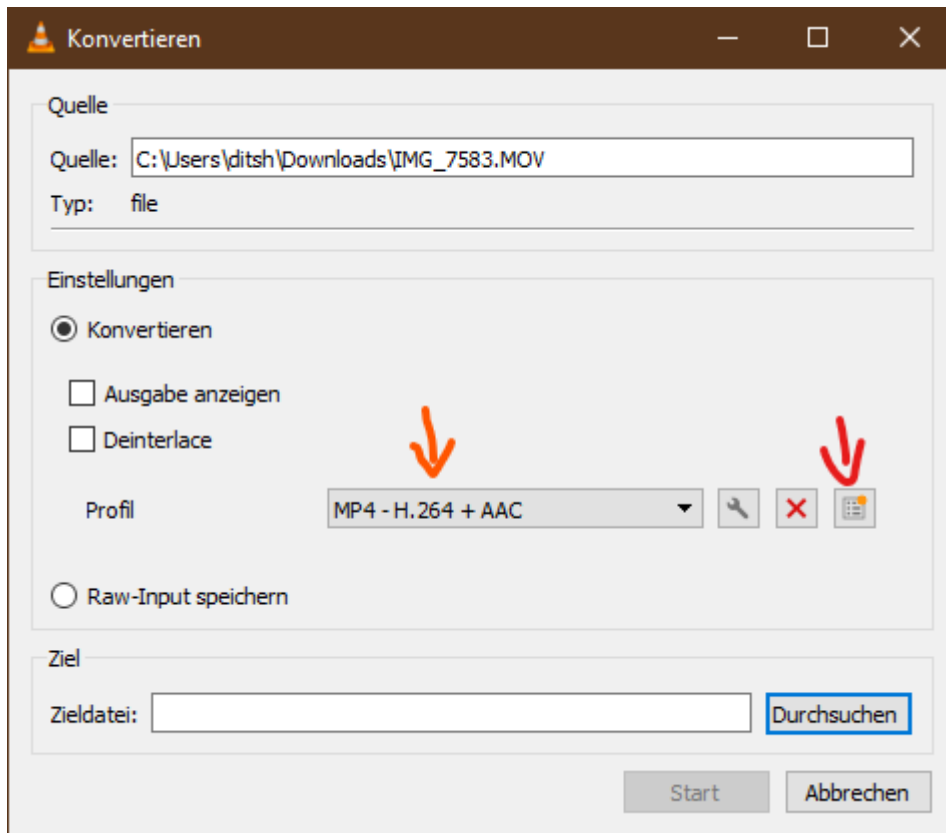 Konvertieren
Quelle
Quelle: C:\Users\ditsh\Downloads\IMG_7583.MOV
Typ: file
Einstellungen
Konvertieren
Ausgabe anzeigen
Deinterlace
Profil MP4 - H.264 + AAC
Raw-Input speichern
Ziel
Zieldatei: Durchsuchen
Start Abbrechen